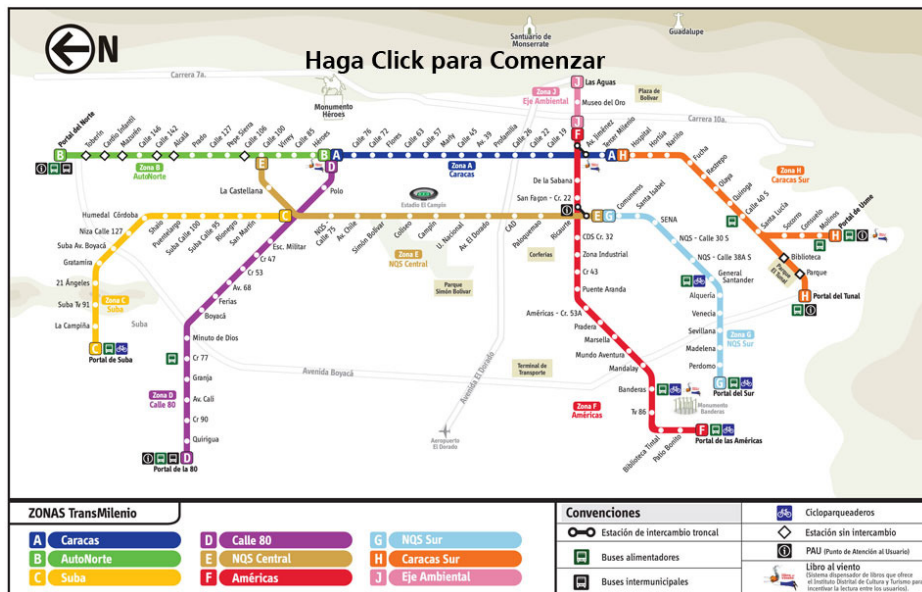 N
Haga Click para Comenzar
Santuario de
Monserrate
Guadalupe
Carrera 7a.
Carrera 10a.
Monumento
Héroes
Zona J
Eje Ambiental
J
Las Aguas
Museo del Oro
Plaza de
Bolivar
J
F
Av. Jiménez
Portal del Norte
Toberín
Cardio Infantil
Mazurén
Calle 146
Calle 142
Alcalá
Prado
Calle 127
Pepe Sierra
Calle 106
Calle 100
Virrey
Calle 85
Héroes
Calle 76
Calle 72
Flores
Calle 63
Calle 57
Marly
Calle 45
Av. 39
Profamilia
Calle 26
Calle 22
Calle 19
Tercer Milenio
Hospital
Hortúa
Nariño
B
E
B
A
D
A
H
Zona B
AutoNorte
Zona A
Caracas
Fucha
Restrepo
Olaya
Quiroga
Calle 40 S
Santa Lucía
Socorro
Consuelo
Molinos
Portal de Usme
H
Zona H
Caracas Sur
Biblioteca
Parque
H
Portal del Tunal
La Castellana
Polo
Estadio El Campín
De la Sabana
San Façon - Cr. 22
Comuneros
Santa Isabel
SENA
NQS - Calle 30 S
NQS - Calle 38A S
General
Santander
Alquería
Venecia
Sevillana
Madelena
Perdomo
G
Portal del Sur
Zona G
NQS Sur
Humedal Córdoba
Niza Calle 127
Suba Av. Boyacá
Gratamira
21 Ángeles
Suba Tv 91
La Campiña
C
Portal de Suba
Zona C
Suba
Suba
Shaio
Puentelargo
Suba Calle 100
Suba Calle 95
Rionegro
San Martín
C
Esc. Militar
NQS -
Calle 75
Av. Chile
Simón Bolívar
Coliseo
Campín
U. Nacional
Av. El Dorado
CAD
Paloquemao
Ricaurte
E
G
Zona E
NQS Central
Parque
Simón Bolívar
Corferias
Cr 47
Cr 53
Av. 68
Ferias
Boyacá
Minuto de Dios
Cr 77
Granja
Av. Cali
Cr 90
Quirigua
D
Portal de la 80
Zona D
Calle 80
CDS Cr. 32
Zona Industrial
Cr 43
Puente Aranda
Américas - Cr. 53A
Pradera
Marsella
Mundo Aventura
Mandalay
Banderas
Tv 86
Biblioteca Tintal
Patio Bonito
F
Portal de las Américas
Zona F
Américas
Monumento
Banderas
Terminal de
Transporte
Avenida Boyacá
Avenida El Dorado
Aeropuerto
El Dorado
ZONAS TransMilenio
A Caracas
B AutoNorte
C Suba
D Calle 80
E NQS Central
F Américas
G NQS Sur
H Caracas Sur
J Eje Ambiental
Convenciones
Estación de intercambio troncal
Buses alimentadores
Buses intermunicipales
Cicloparqueaderos
Estación sin intercambio
PAU (Punto de Atención al Usuario)
Libro al viento
(Sistema dispensador de libros que ofrece
el Instituto Distrital de Cultura y Turismo para
incentivar la lectura entre los usuarios).